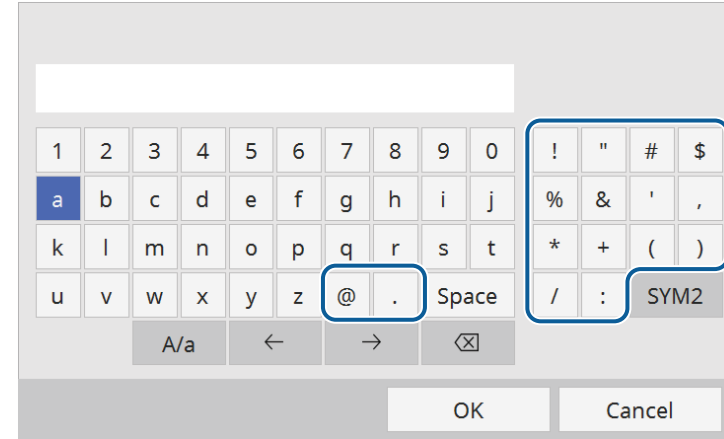 1 2 3 4 5 6 7 8 9 0 ! " # $
a b c d e f g h i j % & ' ,
k l m n o p q r s t * + ( )
u v w x y z @ . Space / : SYM2
A/a ← → ⌫
OK Cancel